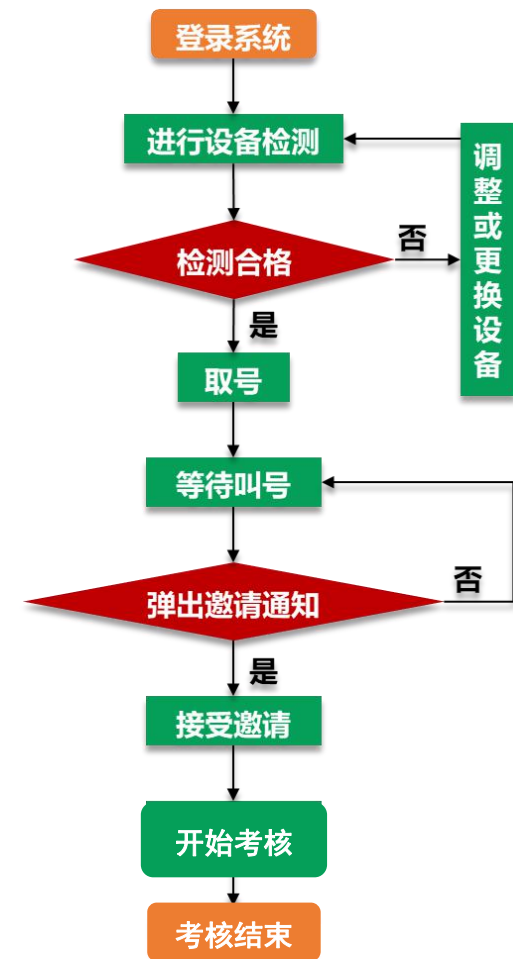 登录系统
进行设备检测
调整或更换设备
检测合格
否
是
取号
等待叫号
弹出邀请通知
否
是
接受邀请
开始考核
考核结束